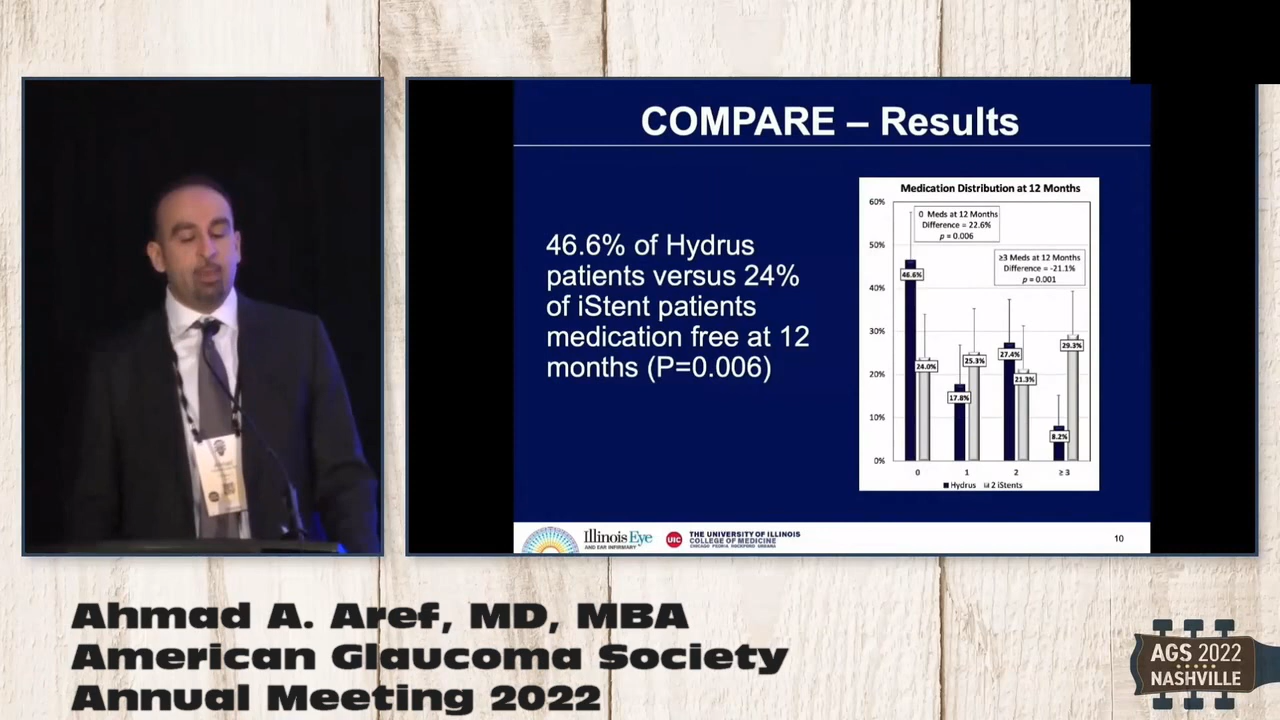 COMPARE – Results
46.6% of Hydrus
patients versus 24%
of iStent patients
medication free at 12
months (P=0.006)
Medication Distribution at 12 Months
60%
50%
40%
30%
20%
10%
0%
0 Meds at 12 Months
Difference = 22.6%
p = 0.006
≥3 Meds at 12 Months
Difference = -21.1%
p = 0.001
46.6%
24.0%
17.8%
25.3%
27.4%
21.3%
8.2%
29.3%
0 1 2 ≥ 3
Hydrus 2 iStents
Illinois Eye
AND EAR INFIRMARY
UIC
THE UNIVERSITY OF ILLINOIS
COLLEGE OF MEDICINE
CHICAGO PEORIA ROCKFORD URBANA
10
Ahmad A. Aref, MD, MBA
American Glaucoma Society
Annual Meeting 2022
AGS 2022
NASHVILLE